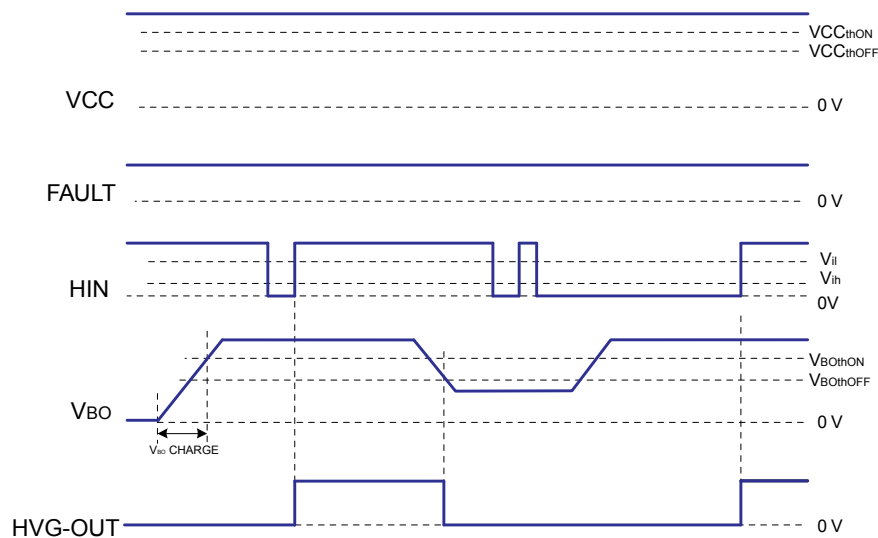 VCCthON
VCCthOFF
VCC
0 V
FAULT
0 V
Vil
HIN
Vih
0V
VBOthON
VBOthOFF
VBO
0 V
VBO CHARGE
HVG-OUT
0 V